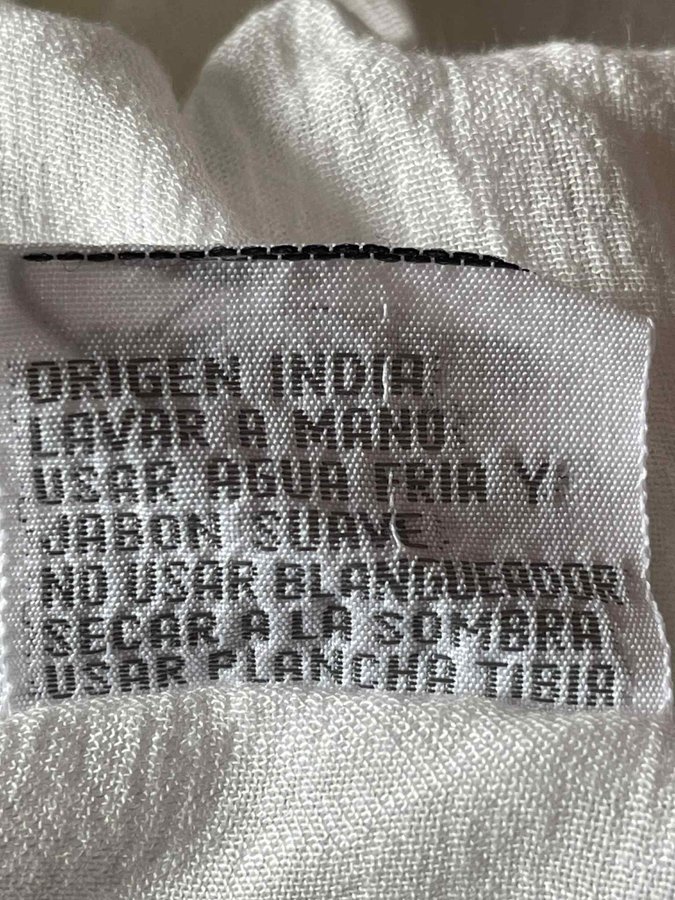 ORIGEN INDIA
LAVAR A MANO
USAR AGUA FRIA Y
JABON SUAVE
NO USAR BLANQUEADOR
SECAR A LA SOMBRA
USAR PLANCHA TIBIA